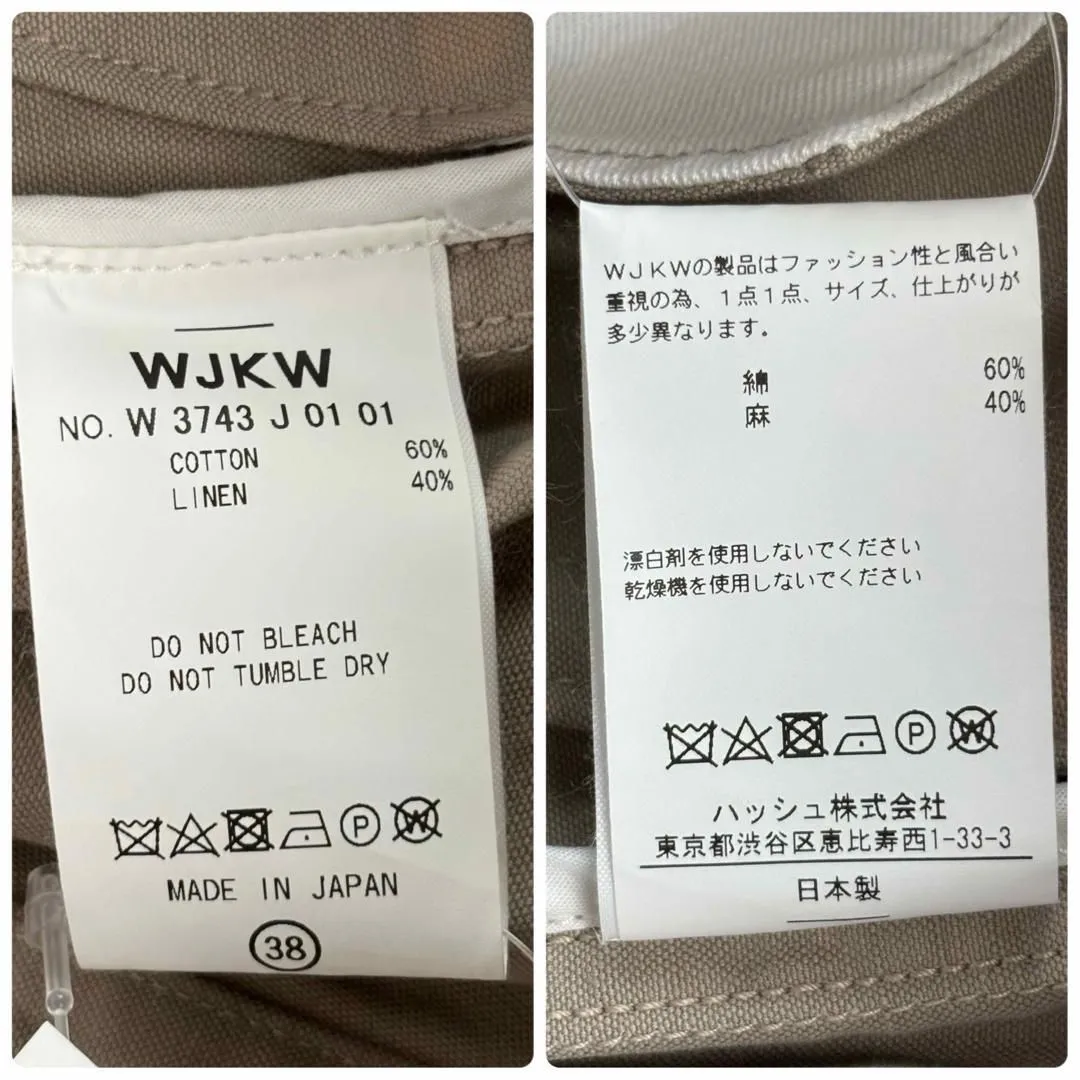 WJKW
NO. W 3743 J 01 01
COTTON 60%
LINEN 40%
DO NOT BLEACH
DO NOT TUMBLE DRY
P W
MADE IN JAPAN
38
WJKWの製品はファッション性と風合い
重視の為、1点1点、サイズ、仕上がりが
多少異なります。
綿 60%
麻 40%
漂白剤を使用しないでください
乾燥機を使用しないでください
P W
ハッシュ株式会社
東京都渋谷区恵比寿西1-33-3
日本製